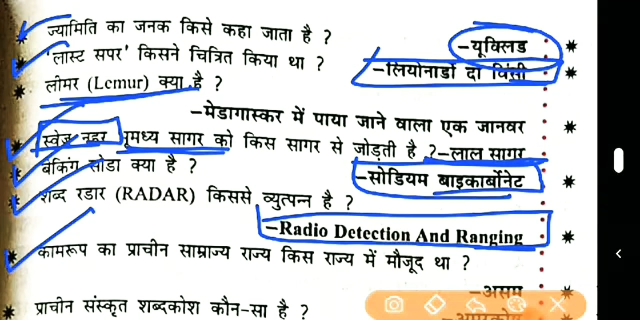 ज्यामिति का जनक किसे कहा जाता है ?
–यूक्लिड
'लास्ट सपर' किसने चित्रित किया था ?
–लियोनार्डो दा विंसी
लीमर (Lemur) क्या है ?
–मेडागास्कर में पाया जाने वाला एक जानवर
स्वेज नहर भूमध्य सागर को किस सागर से जोड़ती है ?–लाल सागर
बेकिंग सोडा क्या है ?
–सोडियम बाइकार्बोनेट
शब्द रडार (RADAR) किससे व्युत्पन्न है ?
–Radio Detection And Ranging
कामरूप का प्राचीन साम्राज्य राज्य किस राज्य में मौजूद था ?
–असम
प्राचीन संस्कृत शब्दकोश कौन-सा है ?